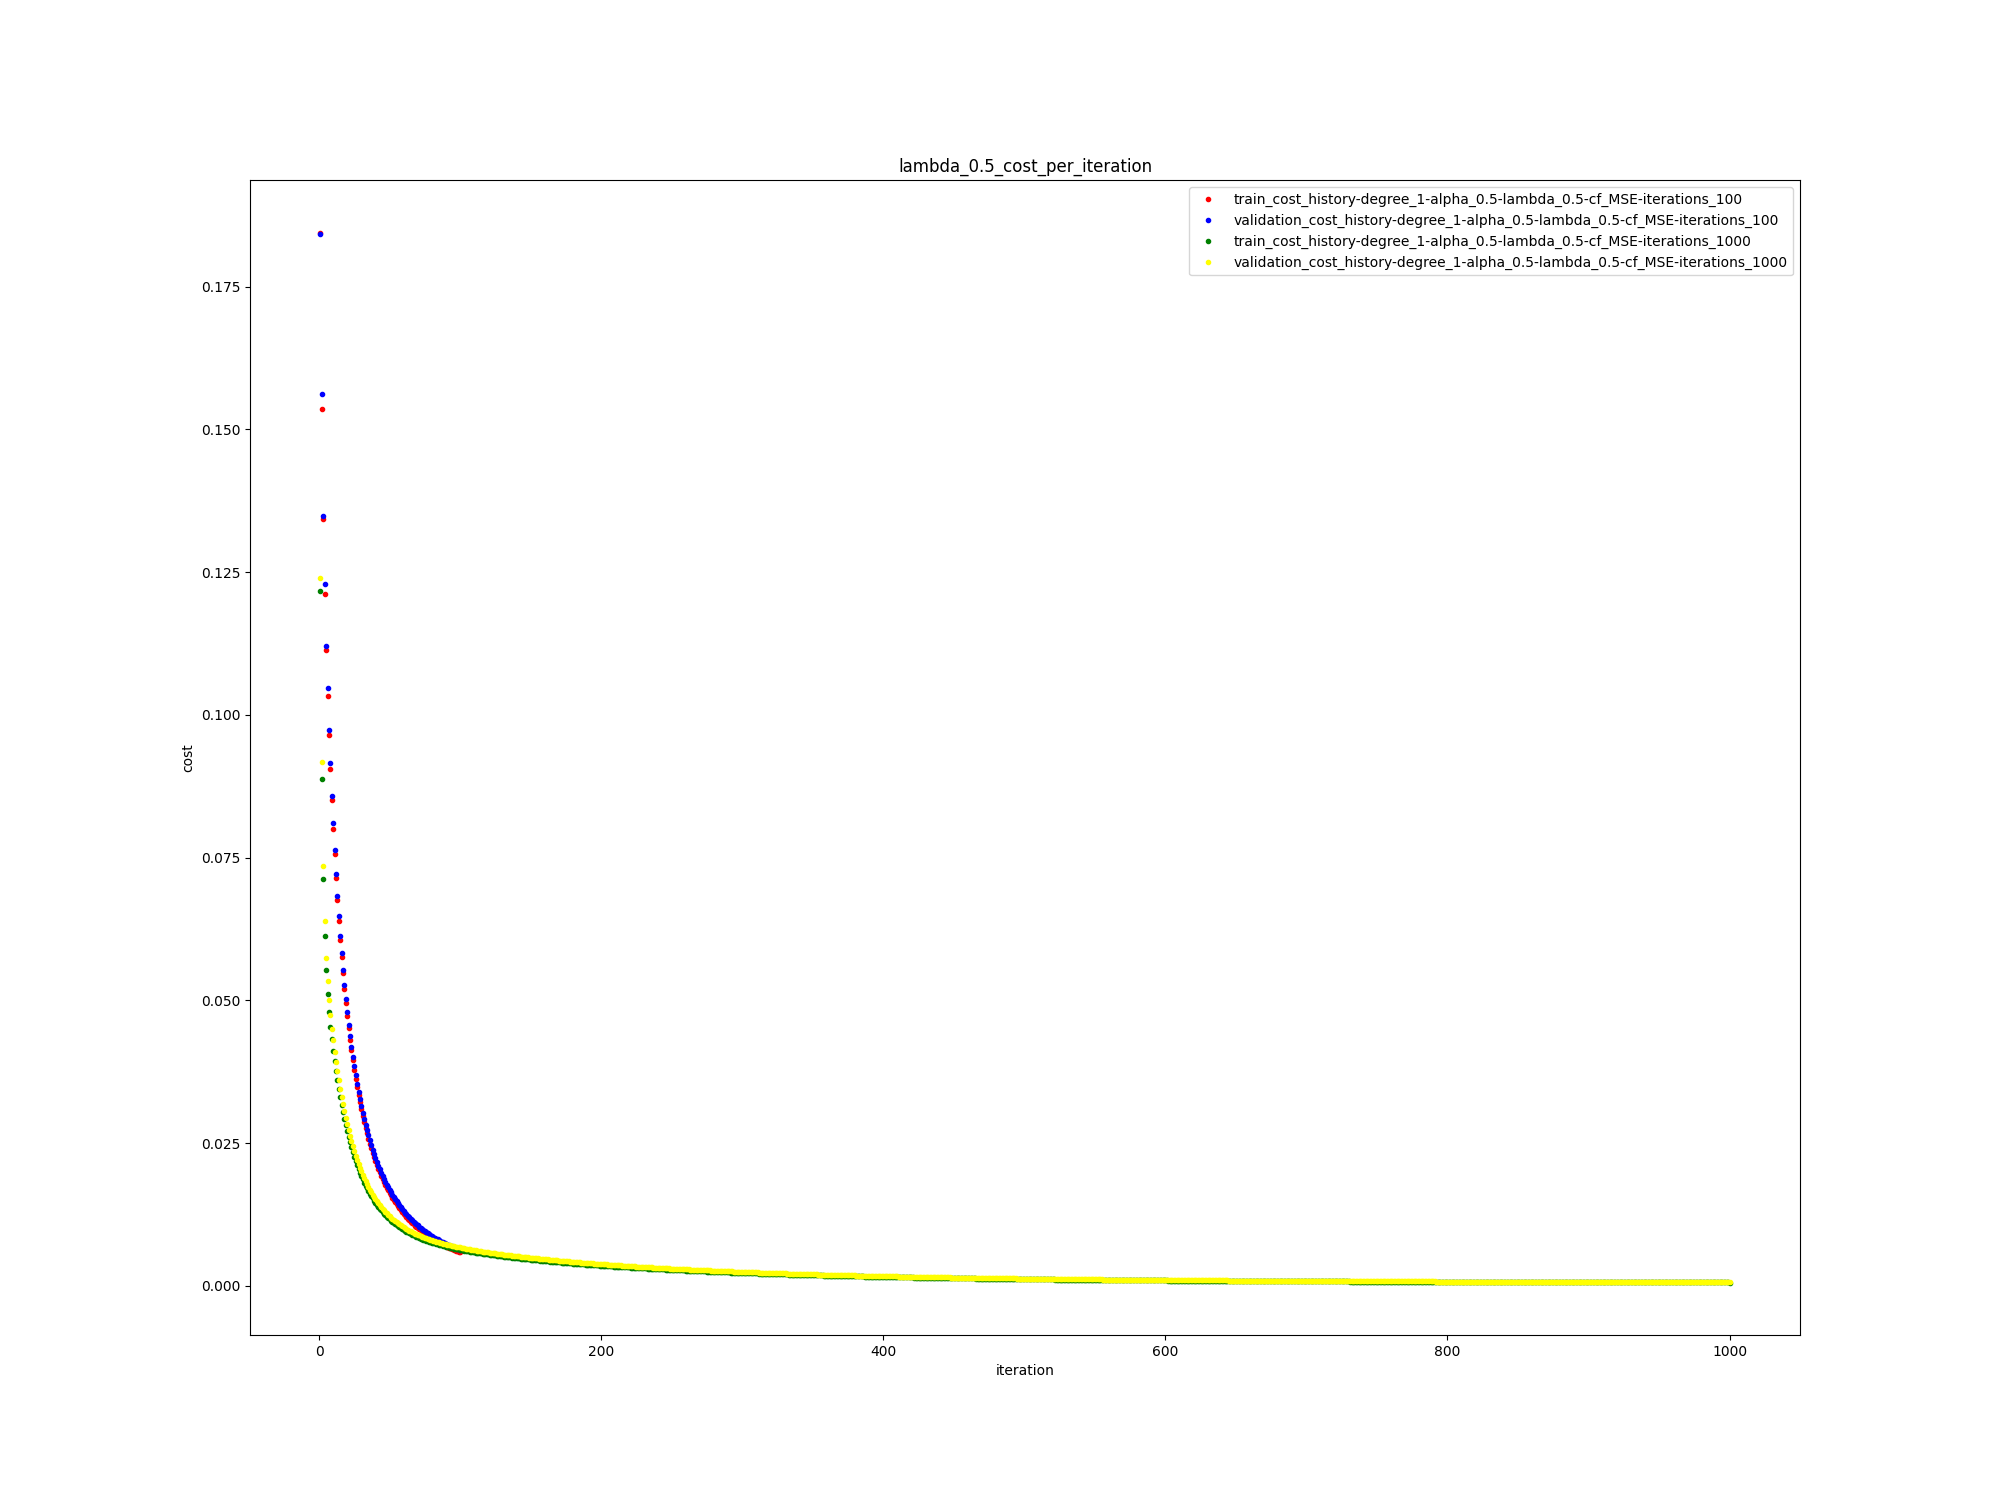 lambda_0.5_cost_per_iteration
train_cost_history-degree_1-alpha_0.5-lambda_0.5-cf_MSE-iterations_100
validation_cost_history-degree_1-alpha_0.5-lambda_0.5-cf_MSE-iterations_100
train_cost_history-degree_1-alpha_0.5-lambda_0.5-cf_MSE-iterations_1000
validation_cost_history-degree_1-alpha_0.5-lambda_0.5-cf_MSE-iterations_1000
0.175
0.150
0.125
0.100
0.075
0.050
0.025
0.000
cost
0 200 400 600 800 1000
iteration